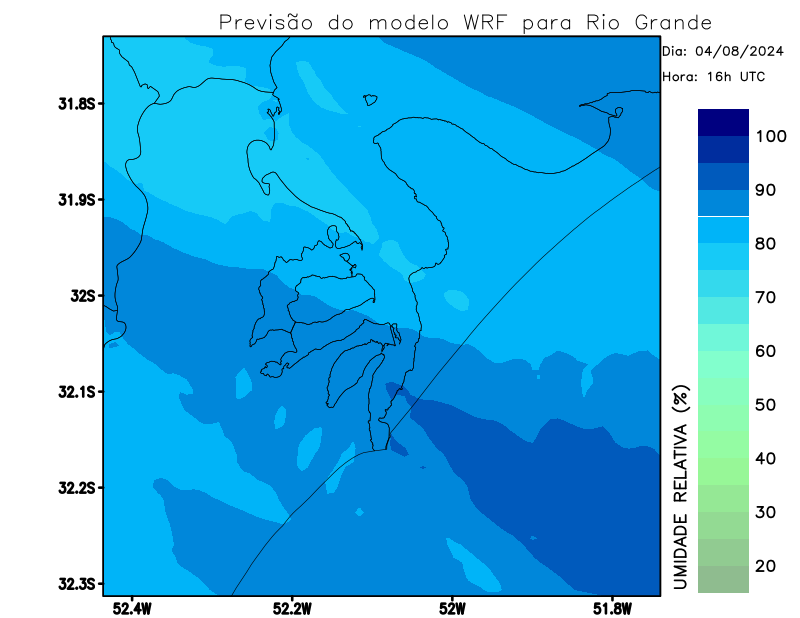 Previsão do modelo WRF para Rio Grande
Dia: 04/08/2024
Hora: 16h UTC
31.8S
31.9S
32S
32.1S
32.2S
32.3S
52.4W
52.2W
52W
51.8W
100
90
80
70
60
50
40
30
20
UMIDADE RELATIVA (%)